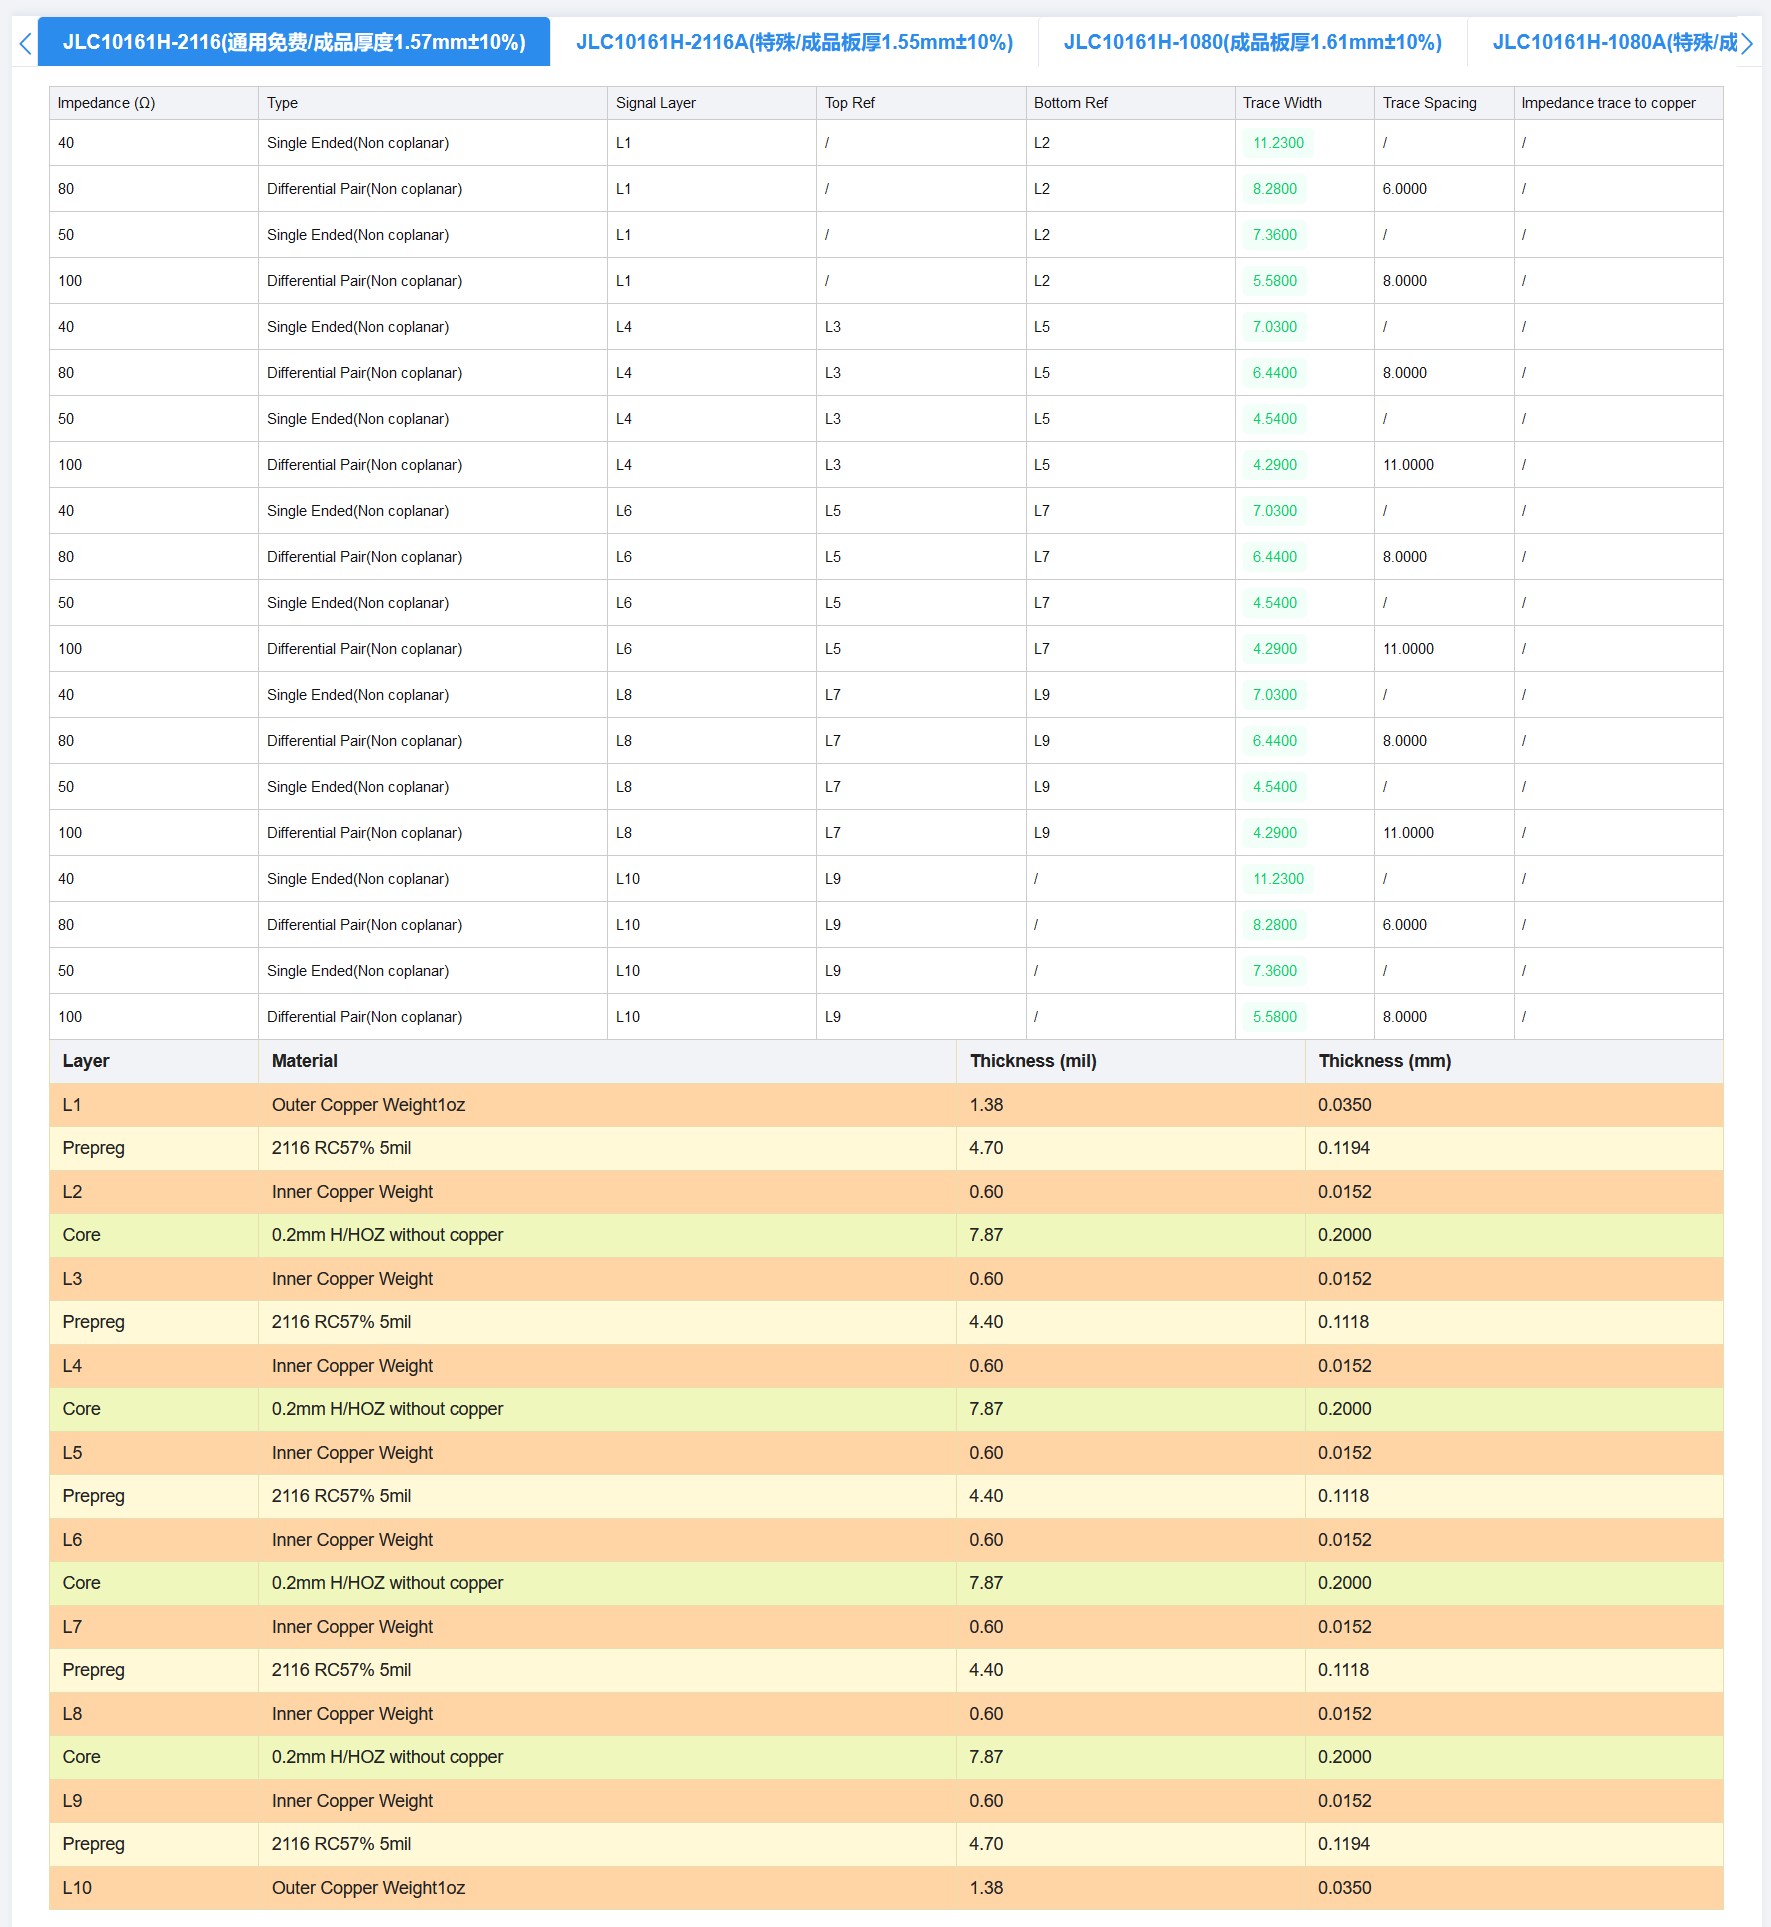 JLC10161H-2116(通用免费/成品厚度1.57mm±10%) JLC10161H-2116A(特殊/成品板厚1.55mm±10%) JLC10161H-1080(成品板厚1.61mm±10%) JLC10161H-1080A(特殊/成
Impedance (Ω) Type Signal Layer Top Ref Bottom Ref Trace Width Trace Spacing Impedance trace to copper
40 Single Ended(Non coplanar) L1 / L2 11.2300 / /
80 Differential Pair(Non coplanar) L1 / L2 8.2800 6.0000 /
50 Single Ended(Non coplanar) L1 / L2 7.3600 / /
100 Differential Pair(Non coplanar) L1 / L2 5.5800 8.0000 /
40 Single Ended(Non coplanar) L4 L3 L5 7.0300 / /
80 Differential Pair(Non coplanar) L4 L3 L5 6.4400 8.0000 /
50 Single Ended(Non coplanar) L4 L3 L5 4.5400 / /
100 Differential Pair(Non coplanar) L4 L3 L5 4.2900 11.0000 /
40 Single Ended(Non coplanar) L6 L5 L7 7.0300 / /
80 Differential Pair(Non coplanar) L6 L5 L7 6.4400 8.0000 /
50 Single Ended(Non coplanar) L6 L5 L7 4.5400 / /
100 Differential Pair(Non coplanar) L6 L5 L7 4.2900 11.0000 /
40 Single Ended(Non coplanar) L8 L7 L9 7.0300 / /
80 Differential Pair(Non coplanar) L8 L7 L9 6.4400 8.0000 /
50 Single Ended(Non coplanar) L8 L7 L9 4.5400 / /
100 Differential Pair(Non coplanar) L8 L7 L9 4.2900 11.0000 /
40 Single Ended(Non coplanar) L10 L9 / 11.2300 / /
80 Differential Pair(Non coplanar) L10 L9 / 8.2800 6.0000 /
50 Single Ended(Non coplanar) L10 L9 / 7.3600 / /
100 Differential Pair(Non coplanar) L10 L9 / 5.5800 8.0000 /
Layer Material Thickness (mil) Thickness (mm)
L1 Outer Copper Weight1oz 1.38 0.0350
Prepreg 2116 RC57% 5mil 4.70 0.1194
L2 Inner Copper Weight 0.60 0.0152
Core 0.2mm H/HOZ without copper 7.87 0.2000
L3 Inner Copper Weight 0.60 0.0152
Prepreg 2116 RC57% 5mil 4.40 0.1118
L4 Inner Copper Weight 0.60 0.0152
Core 0.2mm H/HOZ without copper 7.87 0.2000
L5 Inner Copper Weight 0.60 0.0152
Prepreg 2116 RC57% 5mil 4.40 0.1118
L6 Inner Copper Weight 0.60 0.0152
Core 0.2mm H/HOZ without copper 7.87 0.2000
L7 Inner Copper Weight 0.60 0.0152
Prepreg 2116 RC57% 5mil 4.40 0.1118
L8 Inner Copper Weight 0.60 0.0152
Core 0.2mm H/HOZ without copper 7.87 0.2000
L9 Inner Copper Weight 0.60 0.0152
Prepreg 2116 RC57% 5mil 4.70 0.1194
L10 Outer Copper Weight1oz 1.38 0.0350